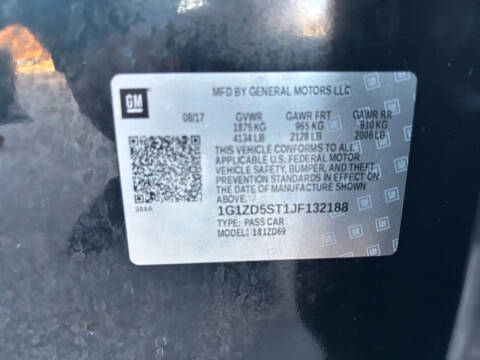 GM
MFD BY GENERAL MOTORS LLC
08/17 GVWR GAWR FRT GAWR RR
1875 KG 965 KG 910 KG
4134 LB 2128 LB 2006 LB
THIS VEHICLE CONFORMS TO ALL
APPLICABLE U.S. FEDERAL MOTOR
VEHICLE SAFETY, BUMPER, AND THEFT
PREVENTION STANDARDS IN EFFECT
ON THE DATE OF MANUFACTURE
SHOWN ABOVE.
384A
1G1ZD5ST1JF132188
TYPE: PASS CAR
MODEL: 181ZD69